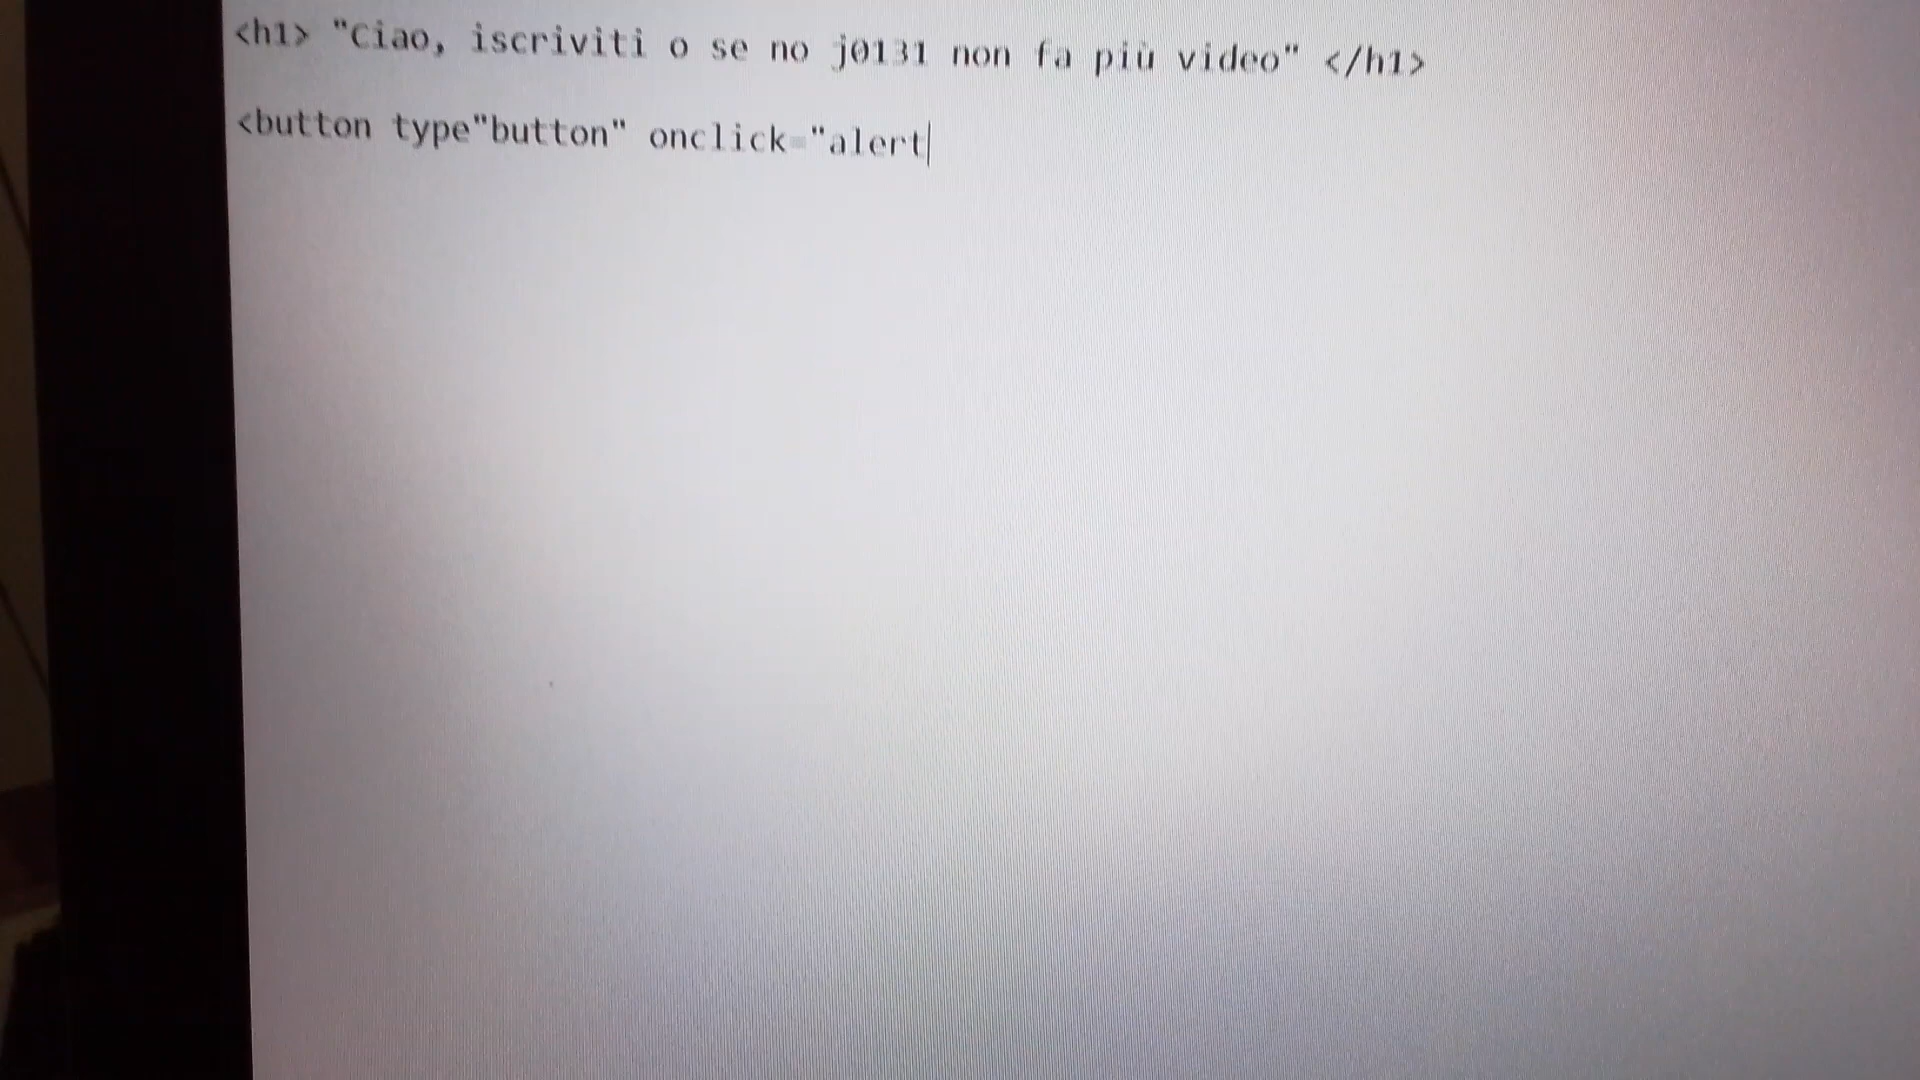 <h1> "Ciao, iscriviti o se no j0131 non fa più video" </h1>
<button type"button" onclick="alert